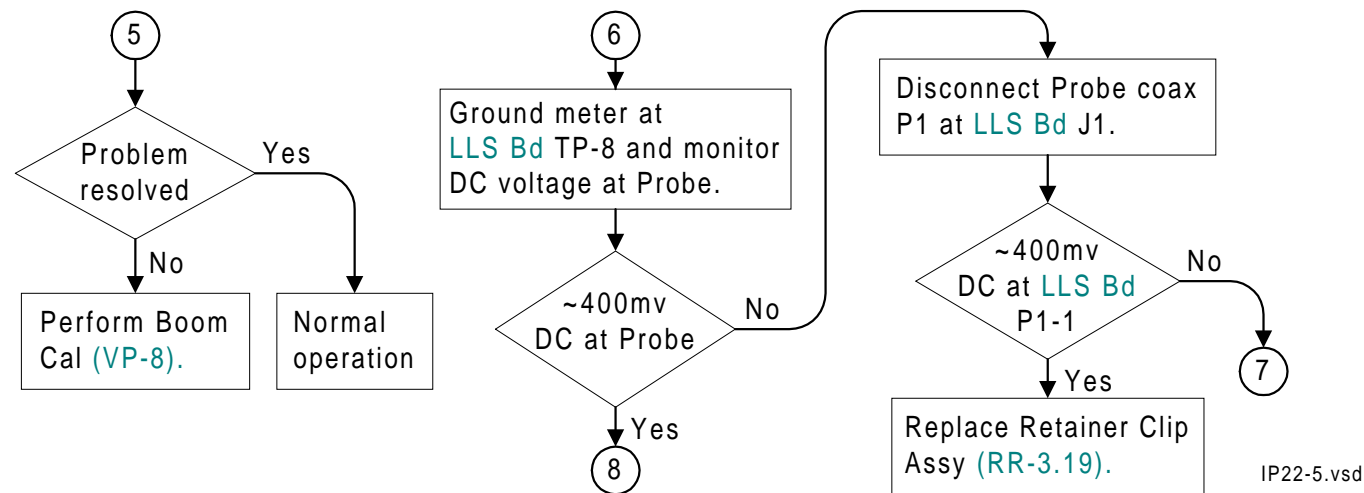 5
Problem
resolved
Yes
No
Perform Boom
Cal (VP-8).
Normal
operation
6
Ground meter at
LLS Bd TP-8 and monitor
DC voltage at Probe.
~400mv
DC at Probe
No
Yes
8
Disconnect Probe coax
P1 at LLS Bd J1.
~400mv
DC at LLS Bd
P1-1
No
7
Yes
Replace Retainer Clip
Assy (RR-3.19).
IP22-5.vsd